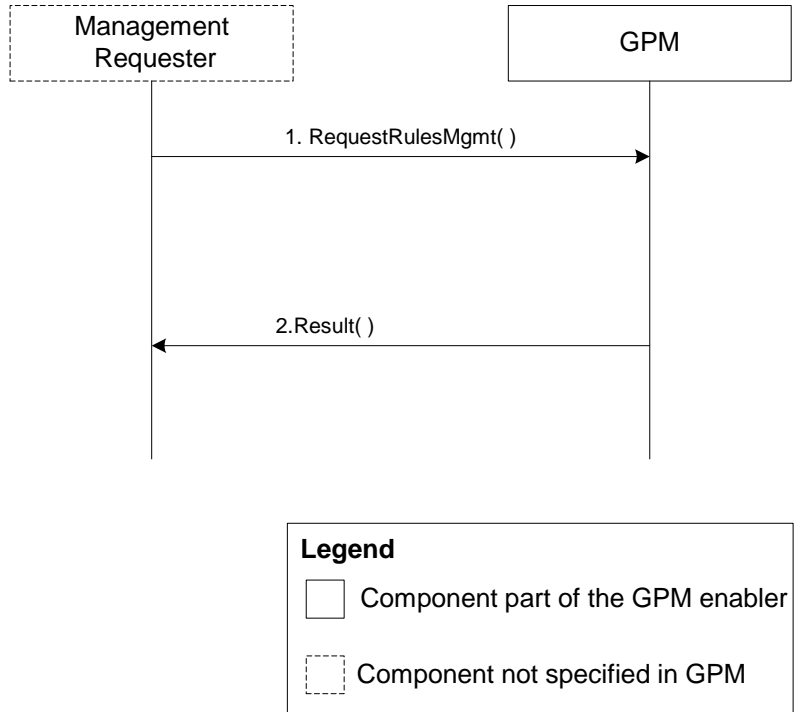 Management
Requester
GPM
1. RequestRulesMgmt( )
2.Result( )
Legend
Component part of the GPM enabler
Component not specified in GPM